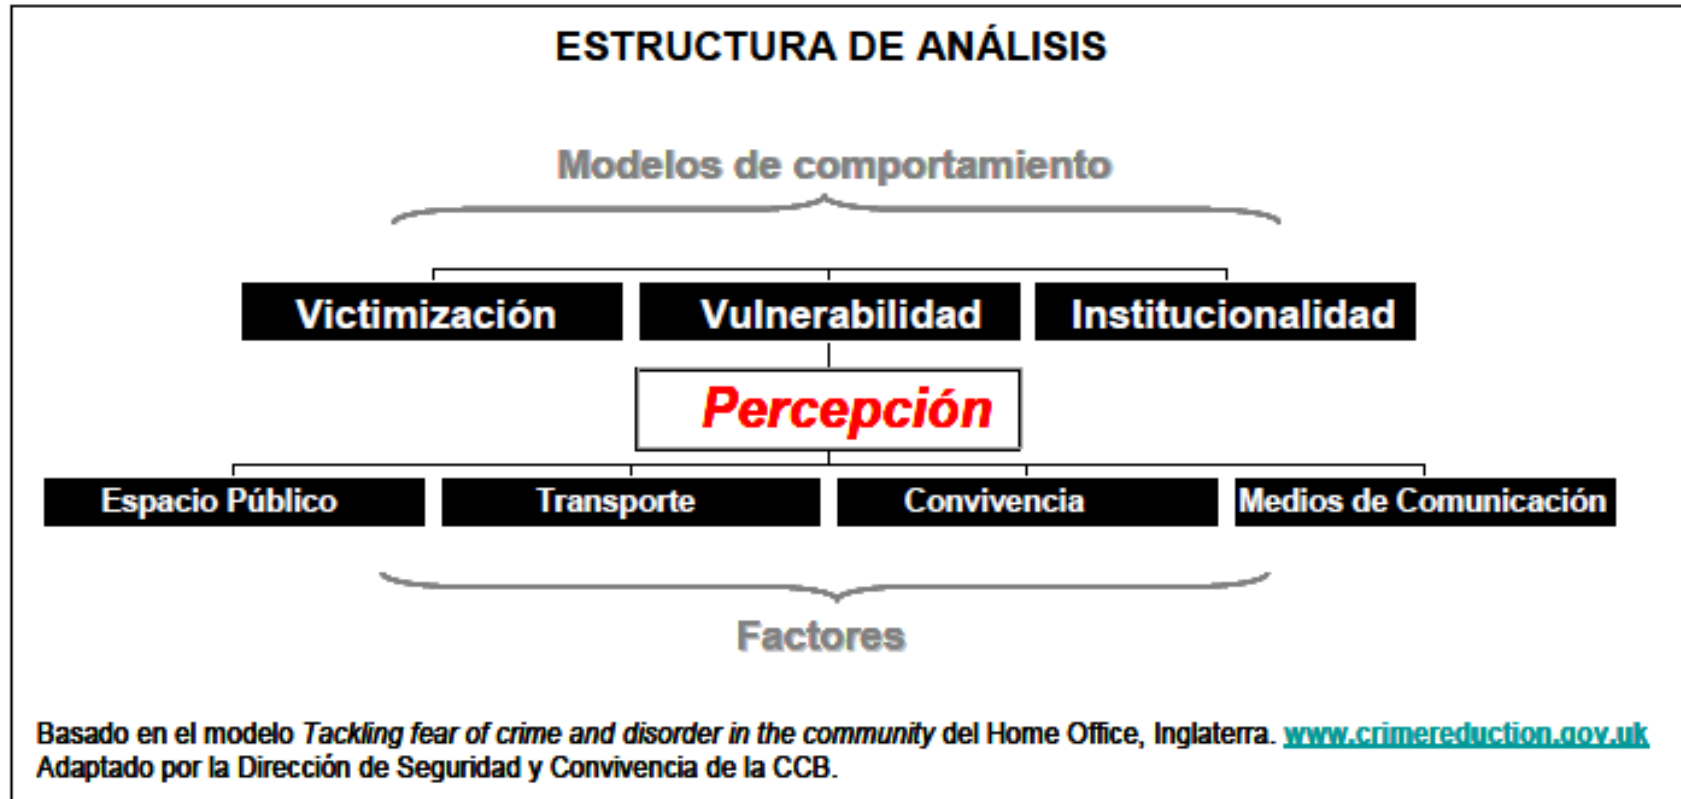 ESTRUCTURA DE ANÁLISIS
Modelos de comportamiento
Victimización Vulnerabilidad Institucionalidad
Percepción
Espacio Público Transporte Convivencia Medios de Comunicación
Factores
Basado en el modelo Tackling fear of crime and disorder in the community del Home Office, Inglaterra. www.crimereduction.gov.uk
Adaptado por la Dirección de Seguridad y Convivencia de la CCB.